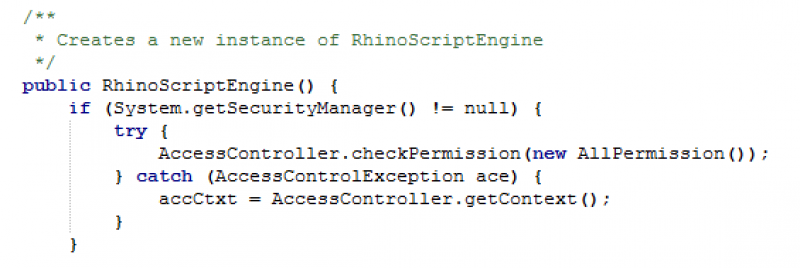 /**
 * Creates a new instance of RhinoScriptEngine
 */
public RhinoScriptEngine() {
    if (System.getSecurityManager() != null) {
        try {
            AccessController.checkPermission(new AllPermission());
        } catch (AccessControlException ace) {
            accCtxt = AccessController.getContext();
        }
    }